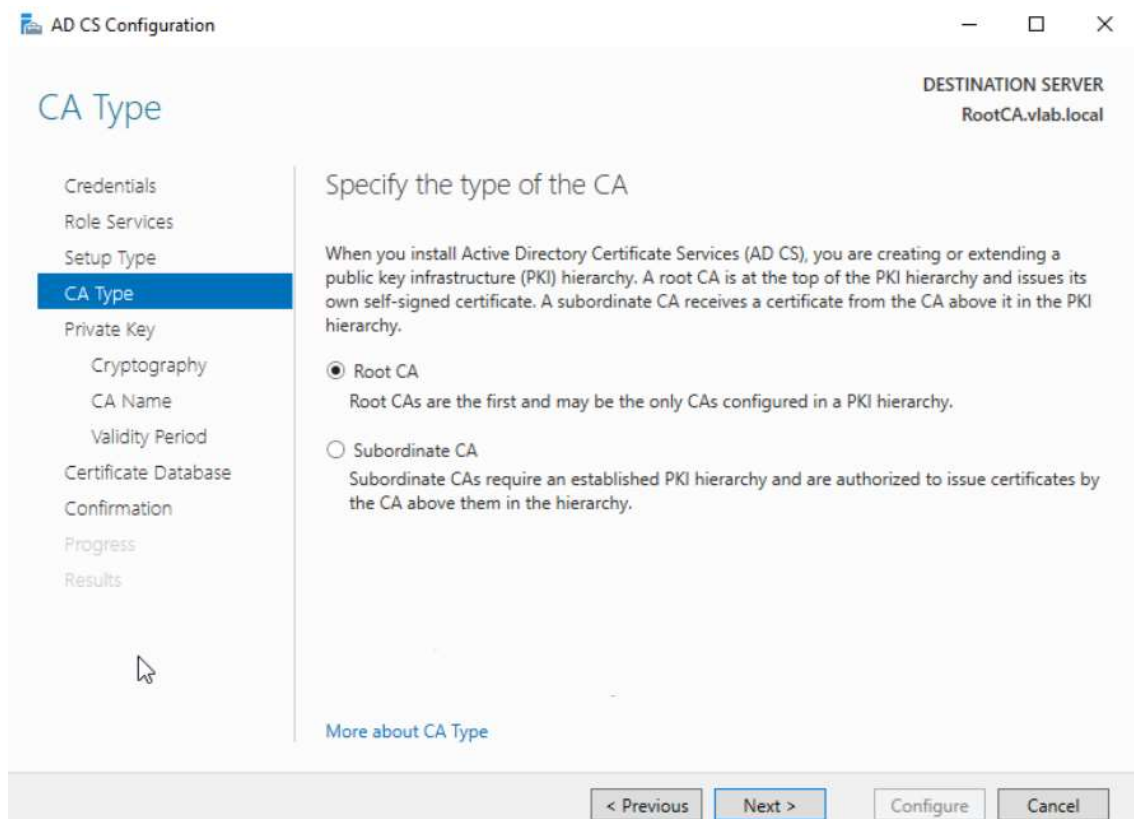 AD CS Configuration
CA Type
DESTINATION SERVER
RootCA.vlab.local
Credentials
Role Services
Setup Type
CA Type
Private Key
Cryptography
CA Name
Validity Period
Certificate Database
Confirmation
Progress
Results
Specify the type of the CA
When you install Active Directory Certificate Services (AD CS), you are creating or extending a
public key infrastructure (PKI) hierarchy. A root CA is at the top of the PKI hierarchy and issues its
own self-signed certificate. A subordinate CA receives a certificate from the CA above it in the PKI
hierarchy.
Root CA
Root CAs are the first and may be the only CAs configured in a PKI hierarchy.
Subordinate CA
Subordinate CAs require an established PKI hierarchy and are authorized to issue certificates by
the CA above them in the hierarchy.
More about CA Type
< Previous
Next >
Configure
Cancel